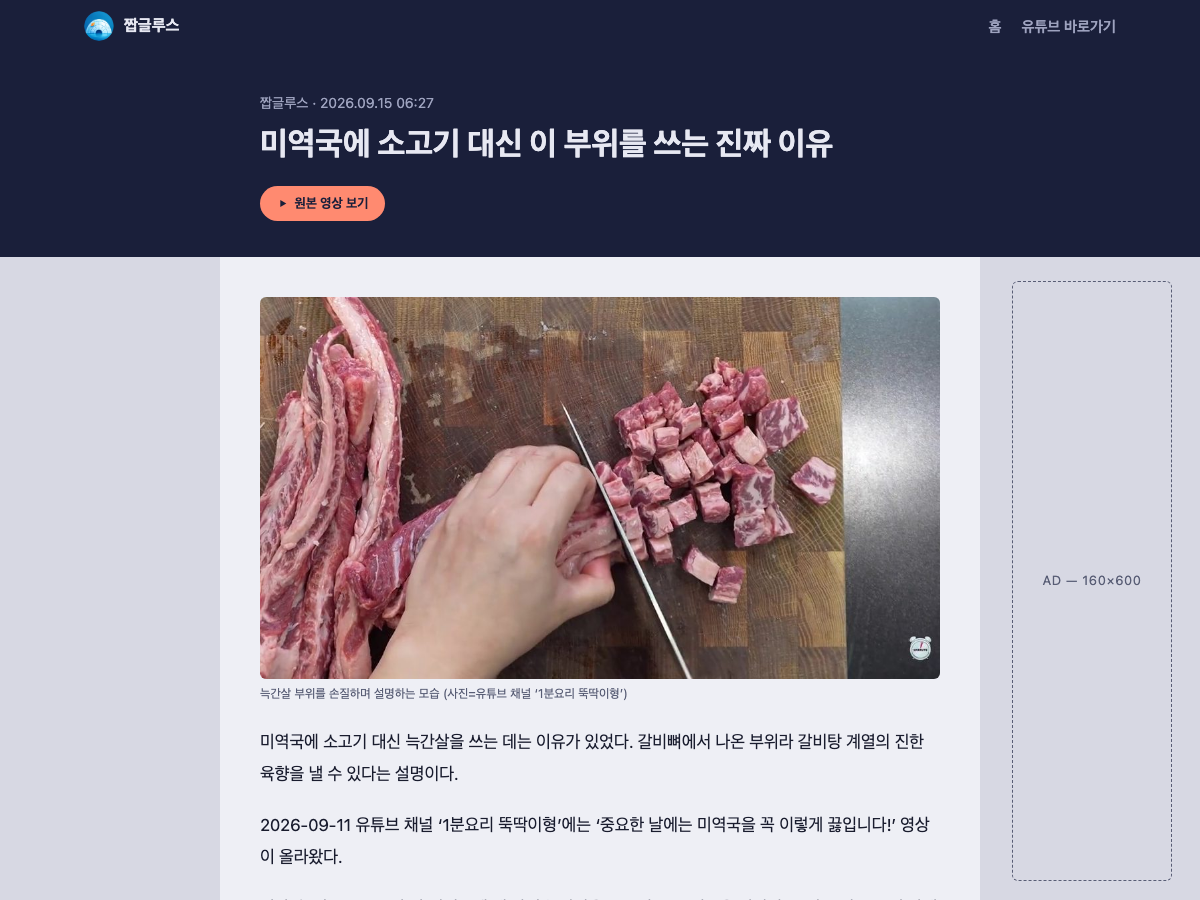 짭글루스
홈
유튜브 바로가기
짭글루스 · 2026.09.15 06:27
미역국에 소고기 대신 이 부위를 쓰는 진짜 이유
▶ 원본 영상 보기
늑간살 부위를 손질하며 설명하는 모습 (사진=유튜브 채널 ‘1분요리 뚝딱이형’)
AD — 160×600
미역국에 소고기 대신 늑간살을 쓰는 데는 이유가 있었다. 갈비뼈에서 나온 부위라 갈비탕 계열의 진한
육향을 낼 수 있다는 설명이다.
2026-09-11 유튜브 채널 ‘1분요리 뚝딱이형’에는 ‘중요한 날에는 미역국을 꼭 이렇게 끓입니다!’ 영상
이 올라왔다.